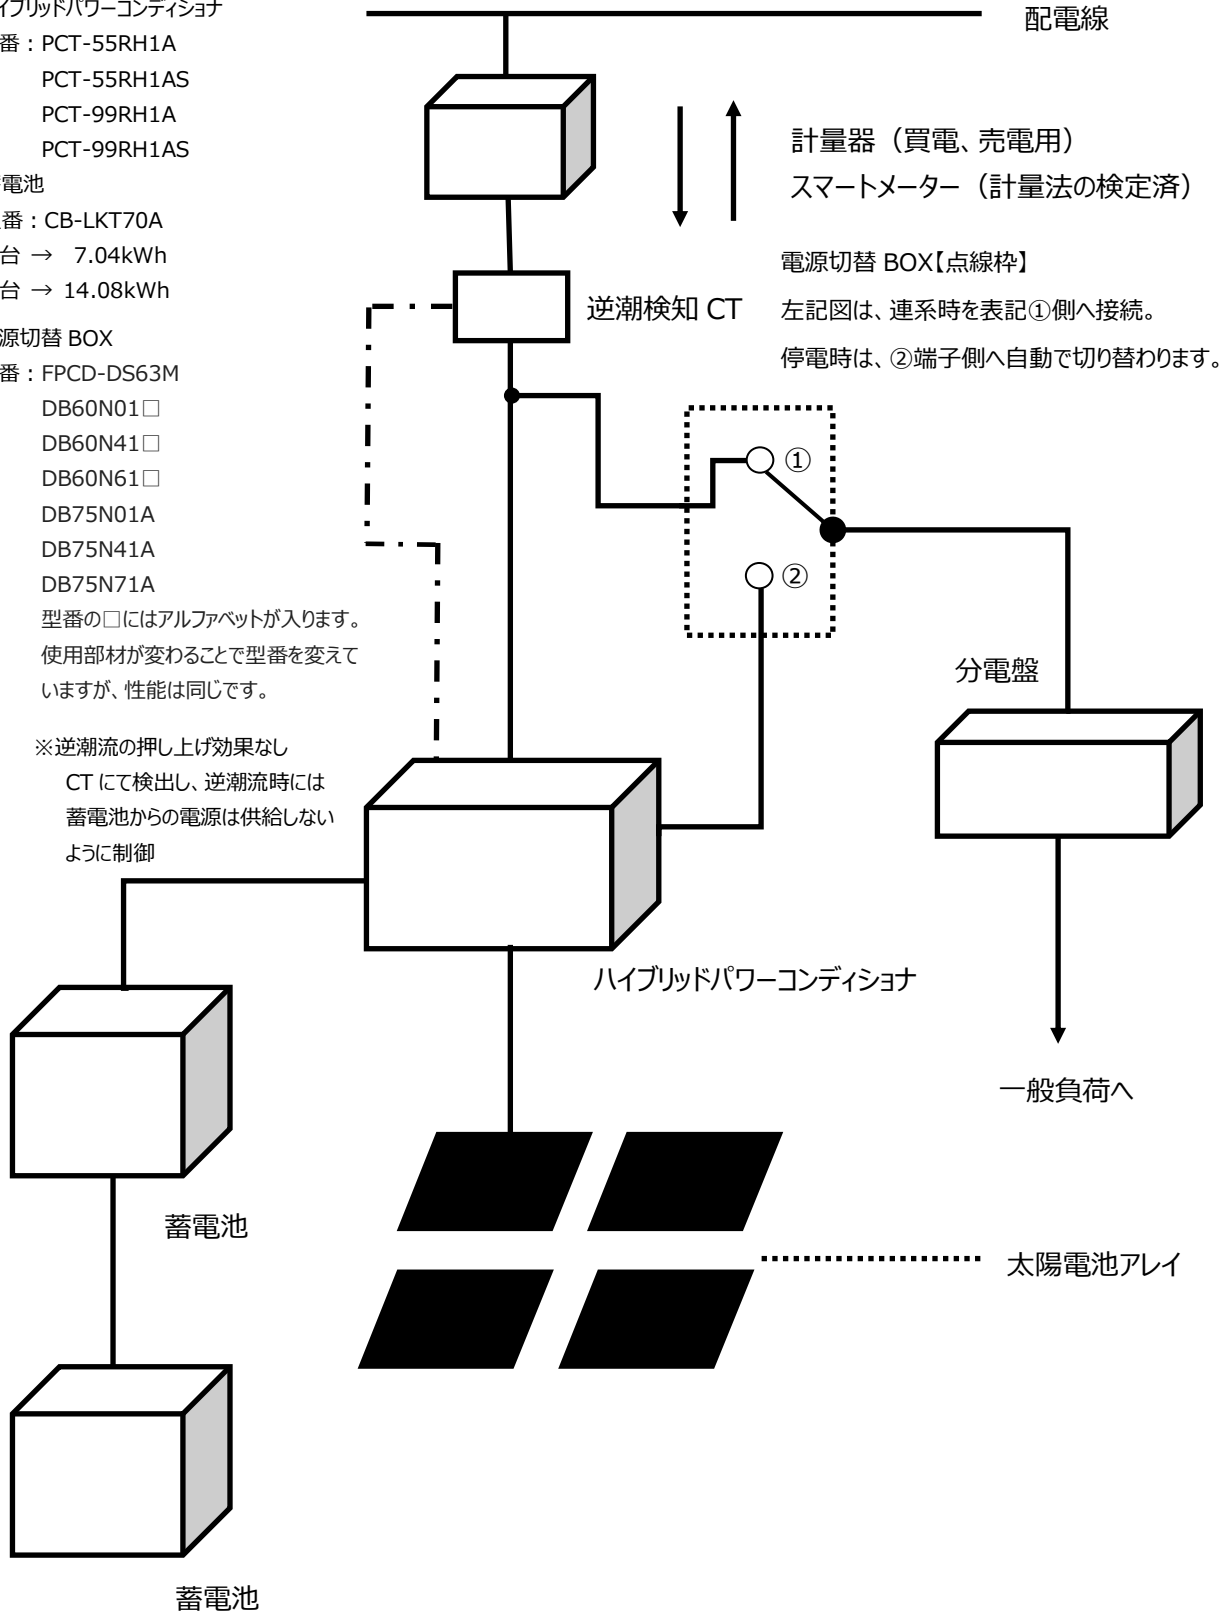 イブリッドパワーコンディショナ
番：PCT-55RH1A
PCT-55RH1AS
PCT-99RH1A
PCT-99RH1AS
電池
番：CB-LKT70A
台 → 7.04kWh
台 → 14.08kWh
源切替 BOX
番：FPCD-DS63M
DB60N01□
DB60N41□
DB60N61□
DB75N01A
DB75N41A
DB75N71A
型番の□にはアルファベットが入ります。
使用部材が変わることで型番を変えて
いますが、性能は同じです。
※逆潮流の押し上げ効果なし
CT にて検出し、逆潮流時には
蓄電池からの電源は供給しない
ように制御
配電線
計量器（買電、売電用）
スマートメーター（計量法の検定済）
電源切替 BOX【点線枠】
左記図は、連系時を表記①側へ接続。
停電時は、②端子側へ自動で切り替わります。
逆潮検知 CT
①
②
分電盤
ハイブリッドパワーコンディショナ
一般負荷へ
蓄電池
太陽電池アレイ
蓄電池